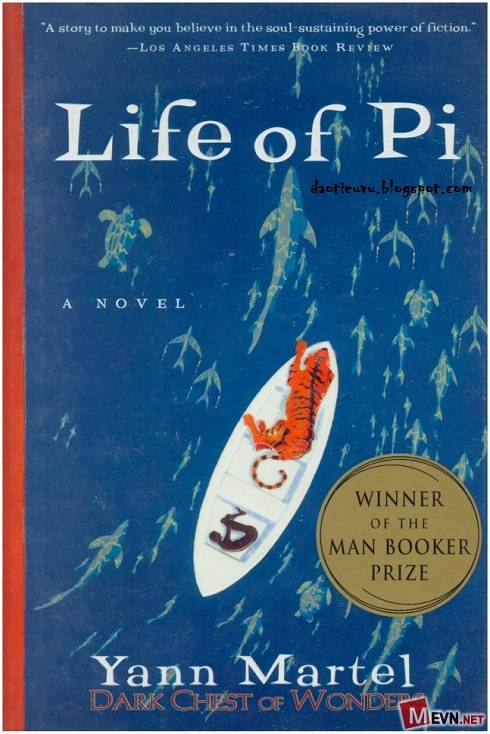 "A story to make you believe in the soul-sustaining power of fiction."
—LOS ANGELES TIMES BOOK REVIEW
Life of Pi
daotieuvu.blogspot.com
A NOVEL
WINNER
OF THE
MAN BOOKER
PRIZE
Yann Martel
DARK CHEST OF WONDERS
MEVN.NET